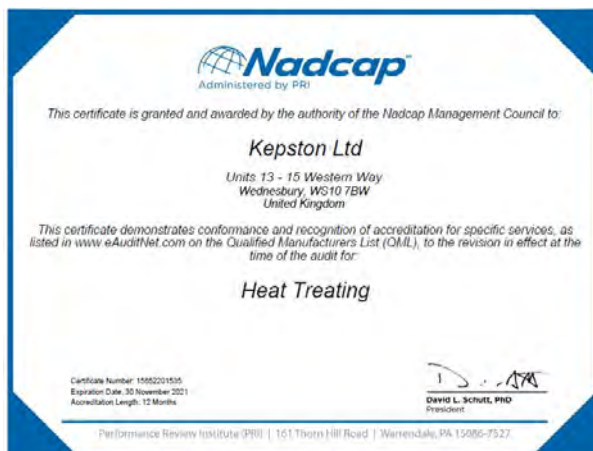 Nadcap
Administered by PRI
This certificate is granted and awarded by the authority of the Nadcap Management Council to:
Kepston Ltd
Units 13 - 15 Western Way
Wednesbury, WS10 7BW
United Kingdom
This certificate demonstrates conformance and recognition of accreditation for specific services, as
listed in www eAuditNet.com on the Qualified Manufacturers List (QML), to the revision in effect at the
time of the audit for:
Heat Treating
Certificate Number: 15652201535
Expiration Date: 30 November 2021
Accreditation Length: 12 Months
David L. Schutt, PhD
President
Performance Review Institute (PRI) | 161 Thorn Hill Road | Warrendale, PA 15086-7527